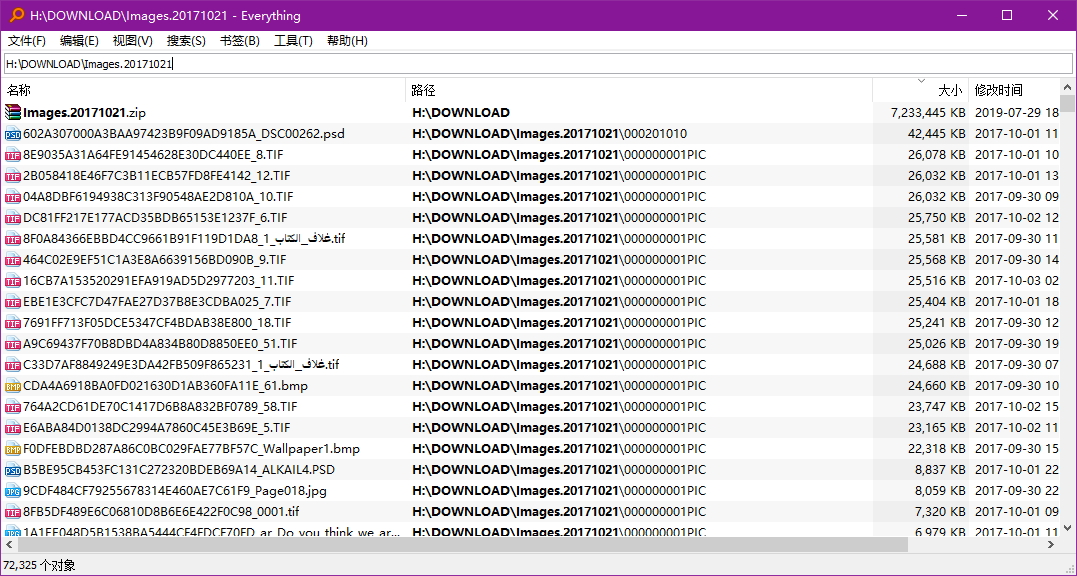 H:\DOWNLOAD\Images.20171021 - Everything
文件(F) 编辑(E) 视图(V) 搜索(S) 书签(B) 工具(T) 帮助(H)
H:\DOWNLOAD\Images.20171021
名称 路径 大小 修改时间
Images.20171021.zip H:\DOWNLOAD 7,233,445 KB 2019-07-29 18
602A307000A3BAA97423B9F09AD9185A_DSC00262.psd H:\DOWNLOAD\Images.20171021\000201010 42,445 KB 2017-10-01 11
8E9035A31A64FE91454628E30DC440EE_8.TIF H:\DOWNLOAD\Images.20171021\000000001PIC 26,078 KB 2017-10-01 10
2B058418E46F7C3B11ECB57FD8FE4142_12.TIF H:\DOWNLOAD\Images.20171021\000000001PIC 26,032 KB 2017-10-01 13
04A8DBF6194938C313F90548AE2D810A_10.TIF H:\DOWNLOAD\Images.20171021\000000001PIC 26,032 KB 2017-09-30 09
DC81FF217E177ACD35BDB65153E1237F_6.TIF H:\DOWNLOAD\Images.20171021\000000001PIC 25,750 KB 2017-10-02 12
8F0A84366EBBD4CC9661B91F119D1DA8_1_غلاف_الكتاب.tif H:\DOWNLOAD\Images.20171021\000000001PIC 25,581 KB 2017-09-30 11
464C02E9EF51C1A3E8A6639156BD090B_9.TIF H:\DOWNLOAD\Images.20171021\000000001PIC 25,568 KB 2017-09-30 14
16CB7A153520291EFA919AD5D2977203_11.TIF H:\DOWNLOAD\Images.20171021\000000001PIC 25,516 KB 2017-10-03 02
EBE1E3CFC7D47FAE27D37B8E3CDBA025_7.TIF H:\DOWNLOAD\Images.20171021\000000001PIC 25,404 KB 2017-10-01 18
7691FF713F05DCE5347CF4BDAB38E800_18.TIF H:\DOWNLOAD\Images.20171021\000000001PIC 25,241 KB 2017-09-30 12
A9C69437F70B8DBD4A834B80D8850EE0_51.TIF H:\DOWNLOAD\Images.20171021\000000001PIC 25,026 KB 2017-09-30 19
C33D7AF8849249E3DA42FB509F865231_1_غلاف_الكتاب.tif H:\DOWNLOAD\Images.20171021\000000001PIC 24,688 KB 2017-09-30 07
CDA4A6918BA0FD021630D1AB360FA11E_61.bmp H:\DOWNLOAD\Images.20171021\000000001PIC 24,660 KB 2017-09-30 10
764A2CD61DE70C1417D6B8A832BF0789_58.TIF H:\DOWNLOAD\Images.20171021\000000001PIC 23,747 KB 2017-10-02 15
E6ABA84D0138DC2994A7860C45E3B69E_5.TIF H:\DOWNLOAD\Images.20171021\000000001PIC 23,165 KB 2017-10-02 11
F0DFEBDBD287A86C0BC029FAE77BF57C_Wallpaper1.bmp H:\DOWNLOAD\Images.20171021\000000001PIC 22,318 KB 2017-09-30 15
B5BE95CB453FC131C272320BDEB69A14_ALKAIL4.PSD H:\DOWNLOAD\Images.20171021\000000001PIC 8,837 KB 2017-10-01 22
9CDF484CF79255678314E460AE7C61F9_Page018.jpg H:\DOWNLOAD\Images.20171021\000000001PIC 8,059 KB 2017-09-30 22
8FB5DF489E6C06810D8B6E6E422F0C98_0001.tif H:\DOWNLOAD\Images.20171021\000000001PIC 7,320 KB 2017-10-01 09
1A1EE048D5B1538BA5444CF4FDCF70FD_ar_Do_you_think_we_ar... H:\DOWNLOAD\Images.20171021\000000001PIC 6,979 KB 2017-10-01 11
72,325 个对象